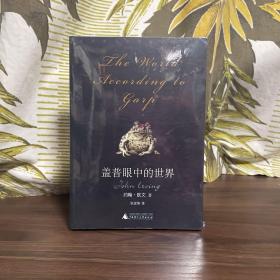 The World
According to
Garp
盖普眼中的世界
John Irving
约翰·欧文 著